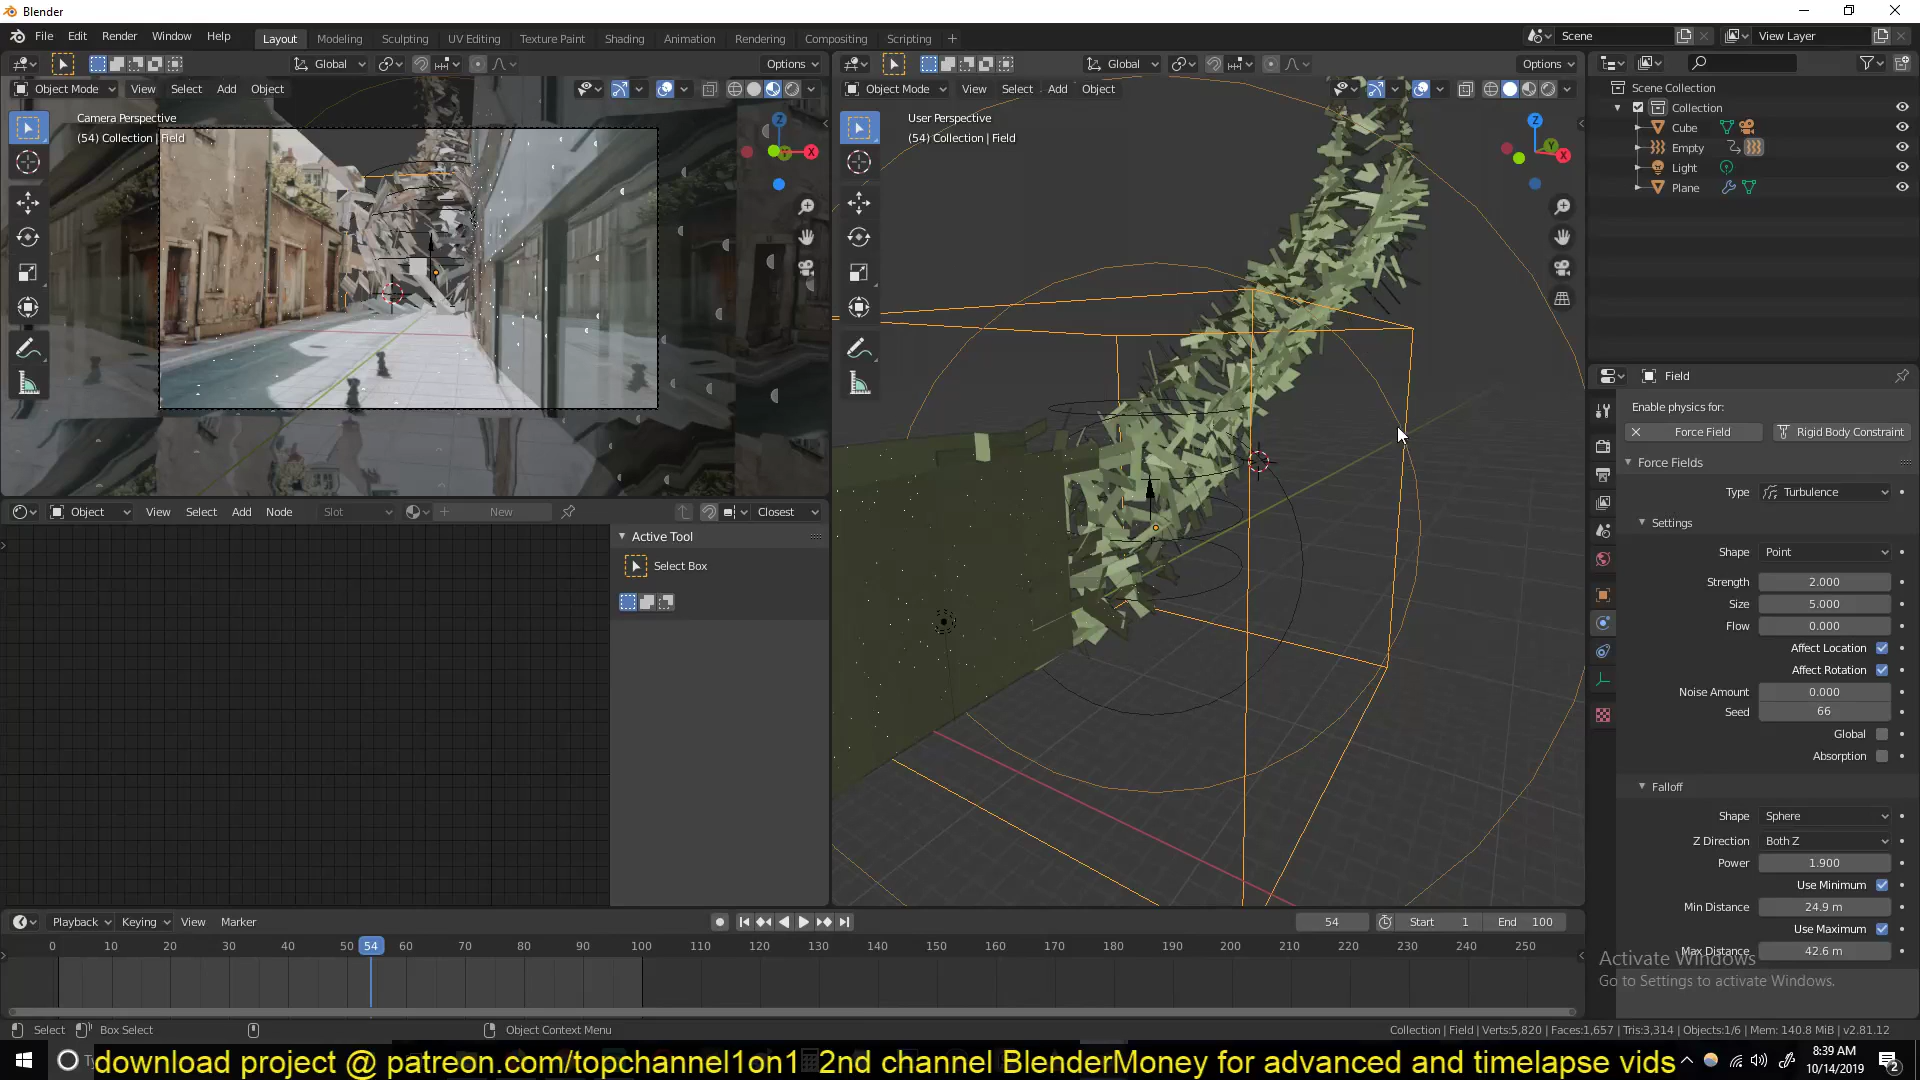 Blender
File Edit Render Window Help
Layout Modeling Sculpting UV Editing Texture Paint Shading Animation Rendering Compositing Scripting +
Scene View Layer
Global Options
Global Options
Object Mode View Select Add Object
Object Mode View Select Add Object
Camera Perspective
(54) Collection | Field
User Perspective
(54) Collection | Field
Z
X
Z
Y
X
Scene Collection
Collection
Cube
Empty
Light
Plane
Field
Enable physics for:
Force Field Rigid Body Constraint
Force Fields
Type Turbulence
Settings
Shape Point
Strength 2.000
Size 5.000
Flow 0.000
Affect Location
Affect Rotation
Noise Amount 0.000
Seed 66
Global
Absorption
Falloff
Shape Sphere
Z Direction Both Z
Power 1.900
Use Minimum
Min Distance 24.9 m
Use Maximum
Max Distance 42.6 m
Activate Windows
Go to Settings to activate Windows.
Object View Select Add Node Slot New Closest
Active Tool
Select Box
Playback Keying View Marker 54 Start 1 End 100
0 10 20 30 40 50 54 60 70 80 90 100 110 120 130 140 150 160 170 180 190 200 210 220 230 240 250
Select Box Select Object Context Menu Collection | Field | Verts:5,820 | Faces:1,657 | Tris:3,314 | Objects:1/6 | Mem: 140.8 MiB | v2.81.12
download project @ patreon.com/topchannel1on1 2nd channel BlenderMoney for advanced and timelapse vids
8:39 AM
10/14/2019
2